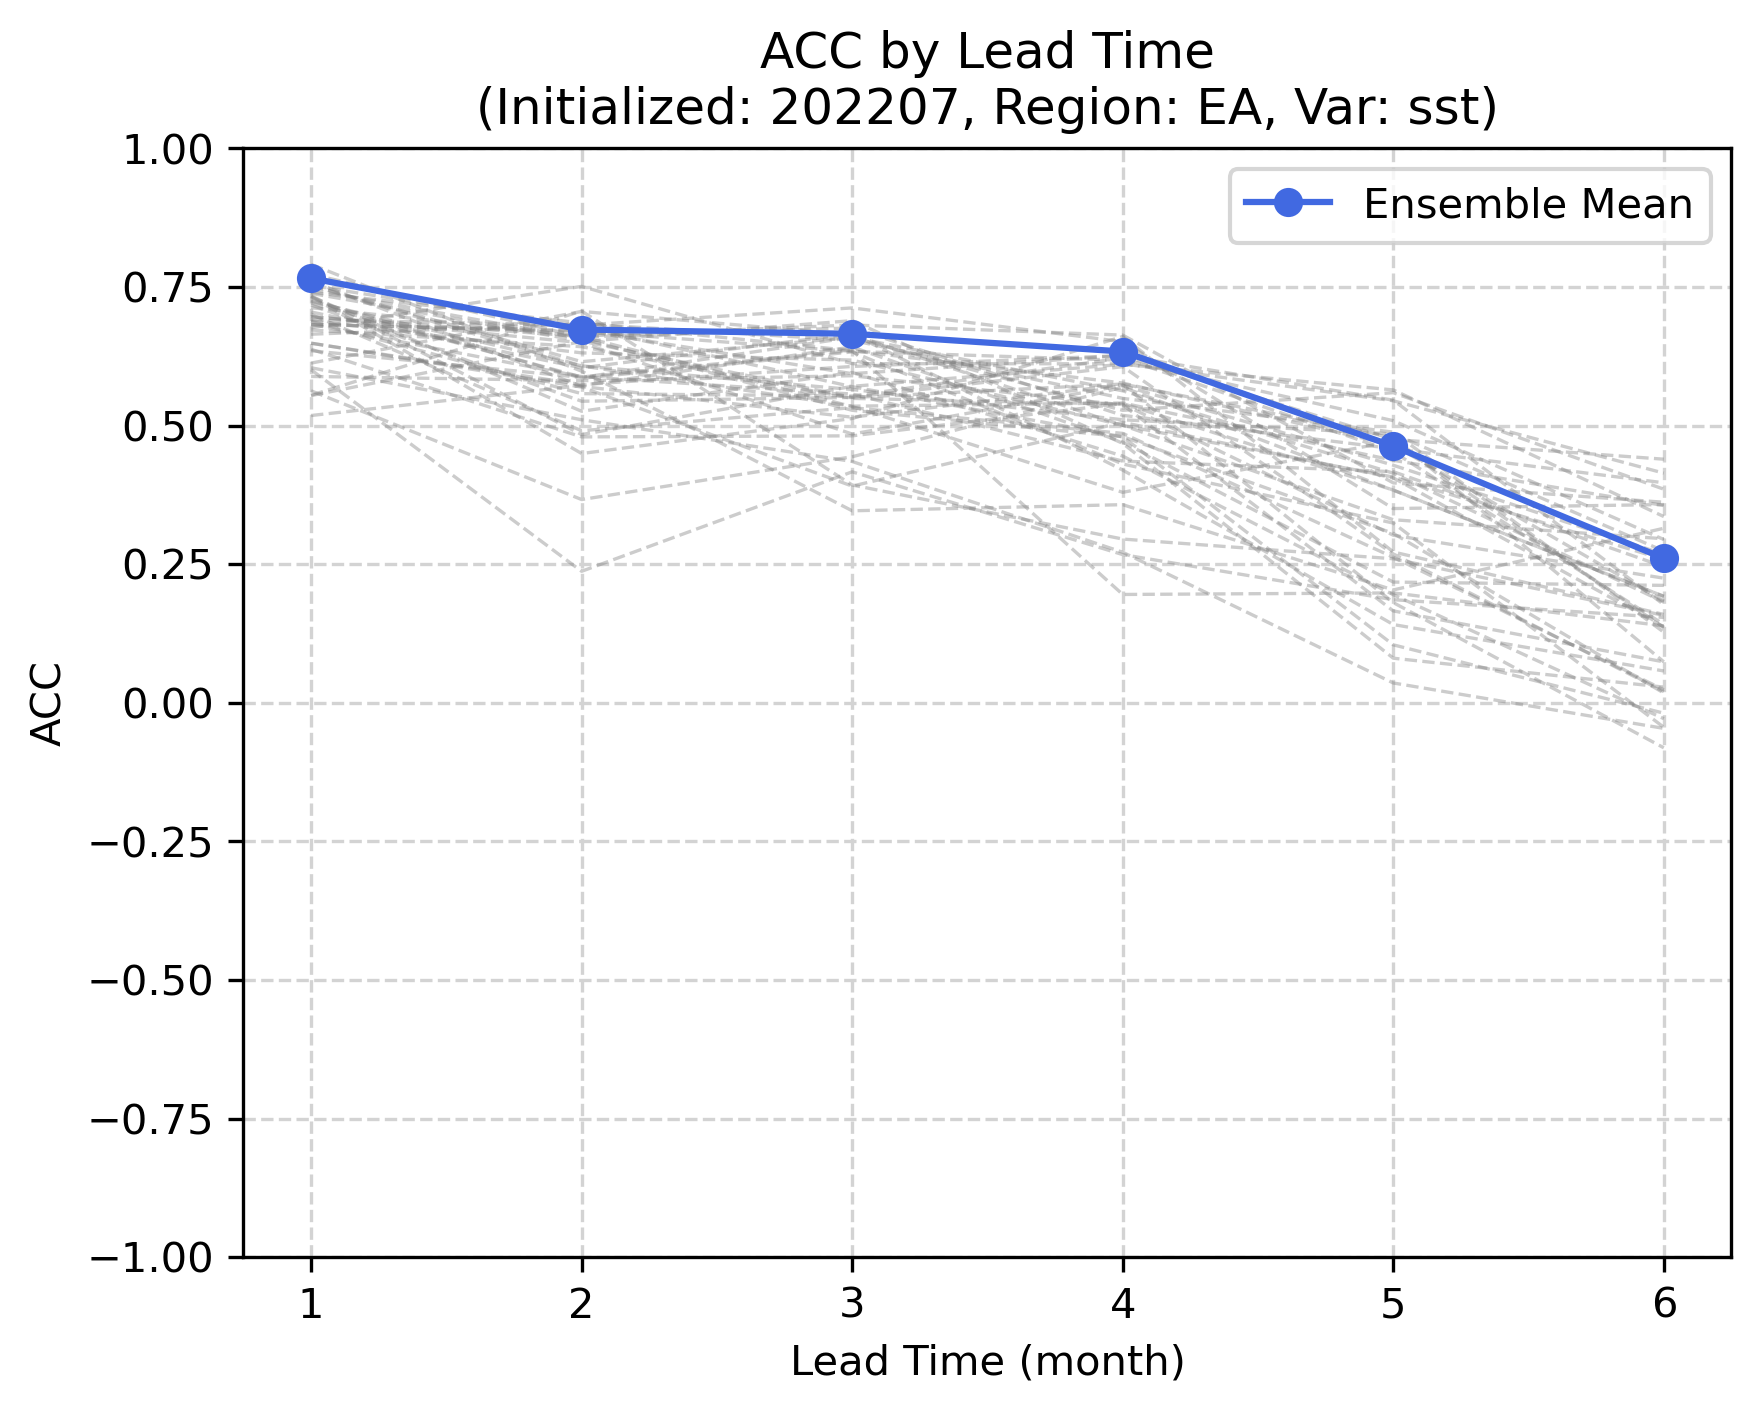 ACC by Lead Time
(Initialized: 202207, Region: EA, Var: sst)
Ensemble Mean
1.00
0.75
0.50
0.25
0.00
−0.25
−0.50
−0.75
−1.00
ACC
1 2 3 4 5 6
Lead Time (month)